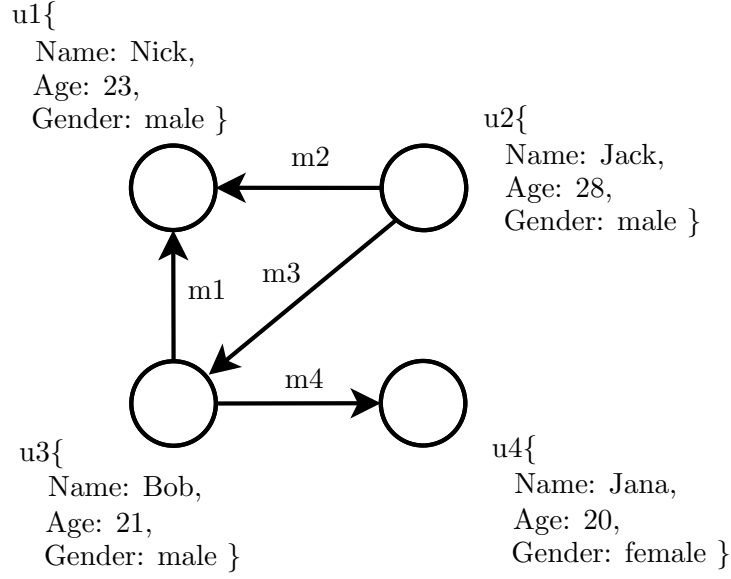 u1{
Name: Nick,
Age: 23,
Gender: male }
u2{
Name: Jack,
Age: 28,
Gender: male }
m2
m3
m1
m4
u3{
Name: Bob,
Age: 21,
Gender: male }
u4{
Name: Jana,
Age: 20,
Gender: female }